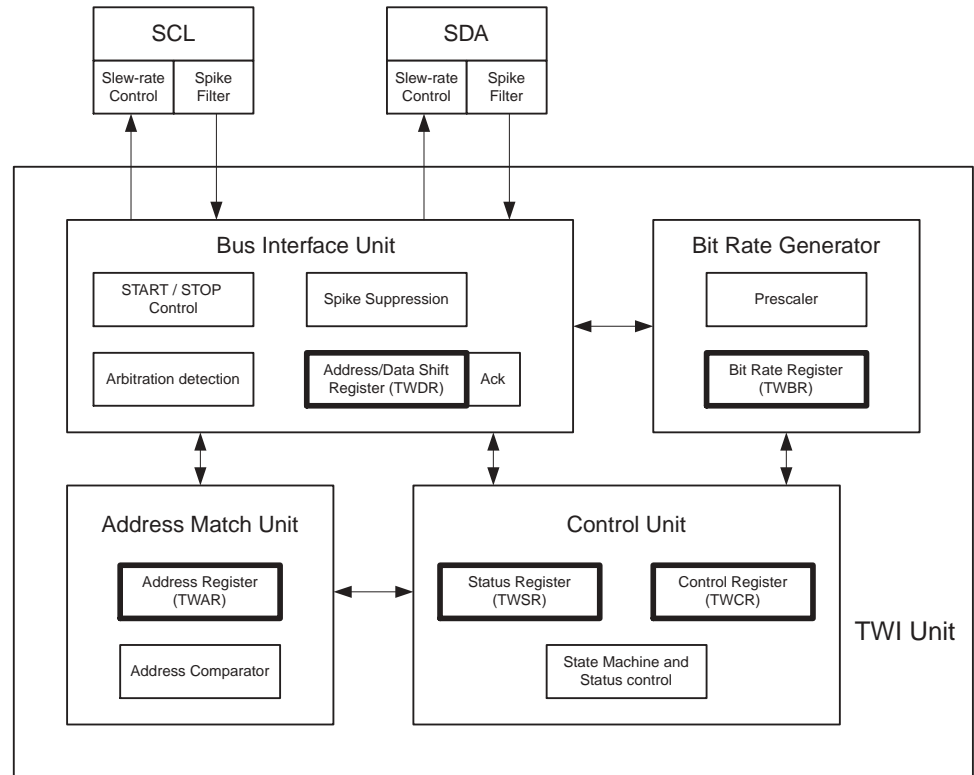 SCL
Slew-rate
Control
Spike
Filter
SDA
Slew-rate
Control
Spike
Filter
Bus Interface Unit
START / STOP
Control
Spike Suppression
Arbitration detection
Address/Data Shift
Register (TWDR)
Ack
Bit Rate Generator
Prescaler
Bit Rate Register
(TWBR)
Address Match Unit
Address Register
(TWAR)
Address Comparator
Control Unit
Status Register
(TWSR)
Control Register
(TWCR)
State Machine and
Status control
TWI Unit